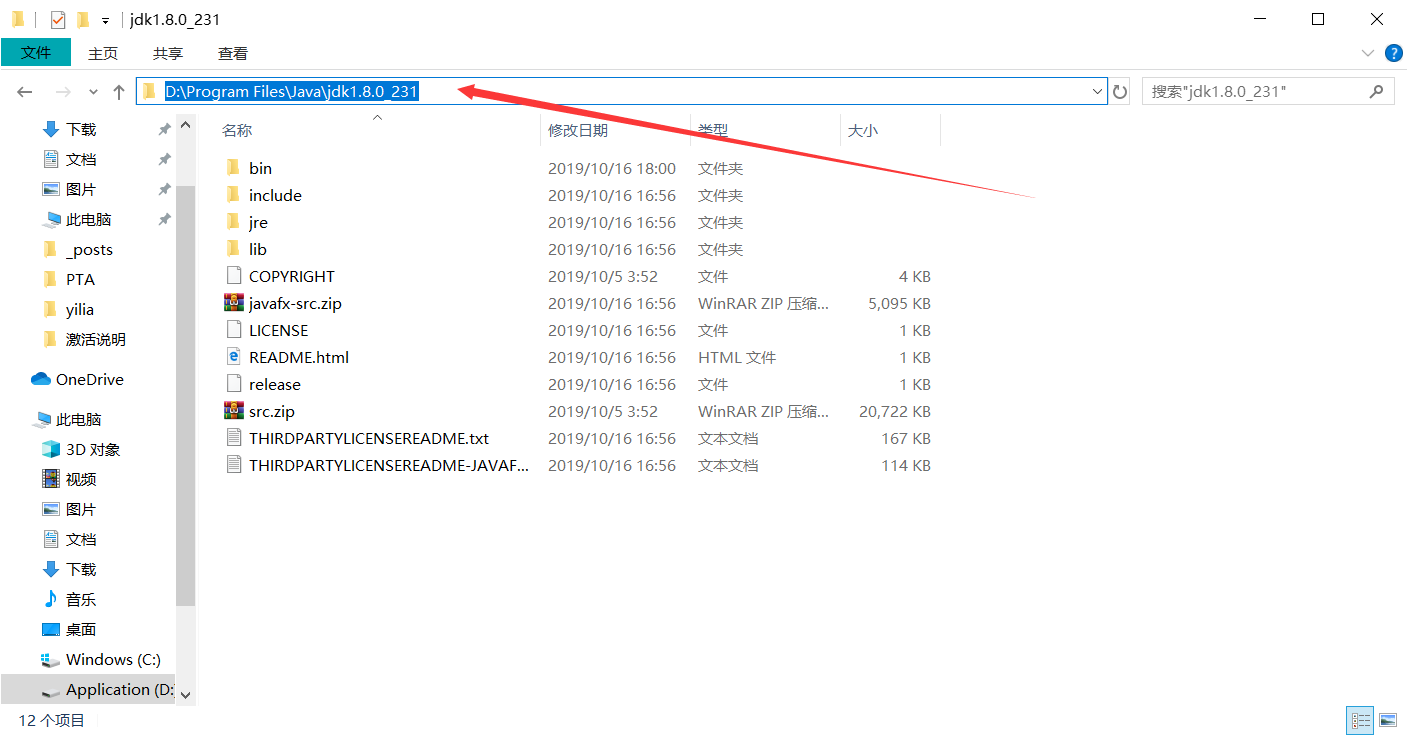 jdk1.8.0_231
文件 主页 共享 查看
D:\Program Files\Java\jdk1.8.0_231 搜索"jdk1.8.0_231"
下载
文档
图片
此电脑
_posts
PTA
yilia
激活说明
OneDrive
此电脑
3D 对象
视频
图片
文档
下载
音乐
桌面
Windows (C:)
Application (D:
名称 修改日期 类型 大小
bin 2019/10/16 18:00 文件夹
include 2019/10/16 16:56 文件夹
jre 2019/10/16 16:56 文件夹
lib 2019/10/16 16:56 文件夹
COPYRIGHT 2019/10/5 3:52 文件 4 KB
javafx-src.zip 2019/10/16 16:56 WinRAR ZIP 压缩... 5,095 KB
LICENSE 2019/10/16 16:56 文件 1 KB
README.html 2019/10/16 16:56 HTML 文件 1 KB
release 2019/10/16 16:56 文件 1 KB
src.zip 2019/10/5 3:52 WinRAR ZIP 压缩... 20,722 KB
THIRDPARTYLICENSEREADME.txt 2019/10/16 16:56 文本文档 167 KB
THIRDPARTYLICENSEREADME-JAVAF... 2019/10/16 16:56 文本文档 114 KB
12 个项目